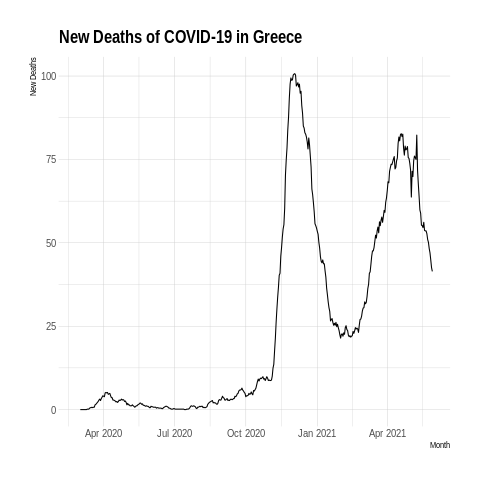 New Deaths of COVID-19 in Greece
New Deaths
100
75
50
25
0
Apr 2020 Jul 2020 Oct 2020 Jan 2021 Apr 2021
Month